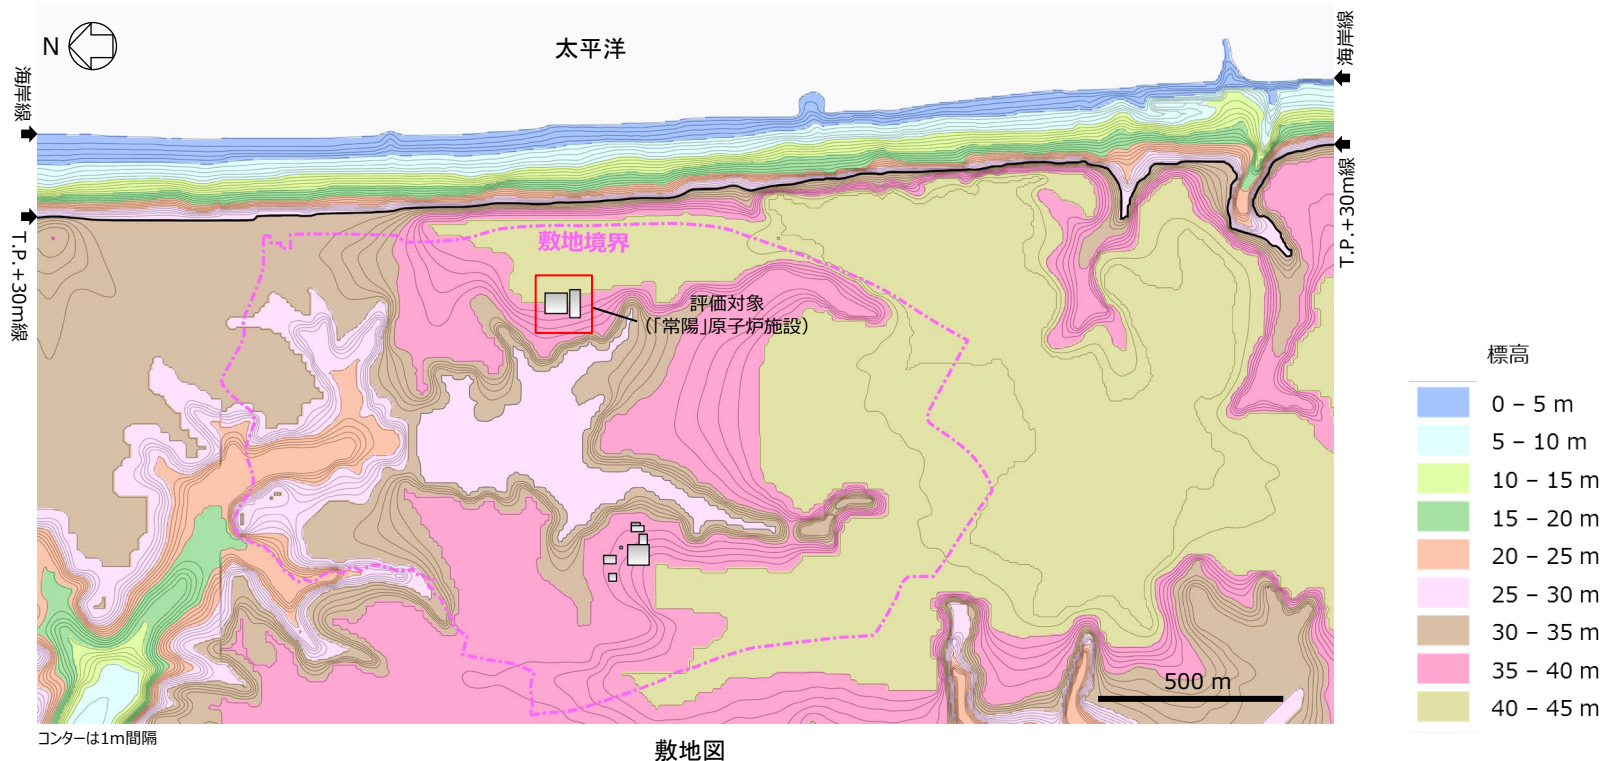 N
太平洋
海岸線
海岸線
T.P.+30m線
T.P.+30m線
敷地境界
評価対象
(「常陽」原子炉施設)
標高
0 – 5 m
5 – 10 m
10 – 15 m
15 – 20 m
20 – 25 m
25 – 30 m
30 – 35 m
35 – 40 m
40 – 45 m
500 m
コンターは1m間隔
敷地図